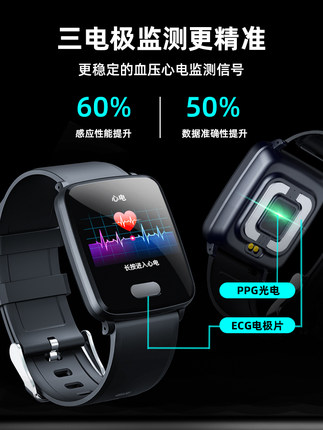 三电极监测更精准
更稳定的血压心电监测信号
60%
50%
感应性能提升
数据准确性提升
心电
长按进入心电
PPG光电
ECG电极片